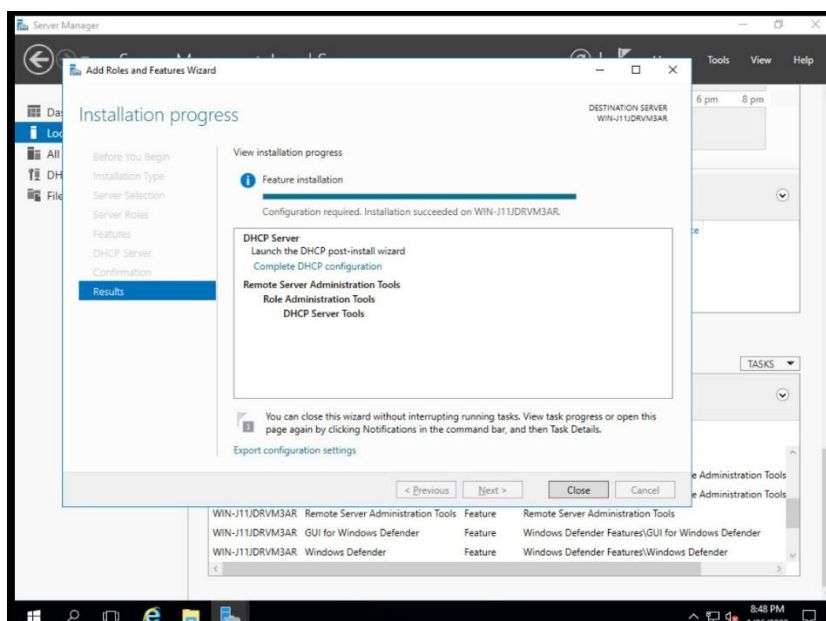 Server Manager
Tools View Help
Add Roles and Features Wizard
Installation progress
DESTINATION SERVER
WIN-J11JDRVM3AR
6 pm 8 pm
Before You Begin
Installation Type
Server Selection
Server Roles
Features
DHCP Server
Confirmation
Results
All
DH
File
View installation progress
Feature installation
Configuration required. Installation succeeded on WIN-J11JDRVM3AR.
DHCP Server
Launch the DHCP post-install wizard
Complete DHCP configuration
Remote Server Administration Tools
Role Administration Tools
DHCP Server Tools
You can close this wizard without interrupting running tasks. View task progress or open this
page again by clicking Notifications in the command bar, and then Task Details.
Export configuration settings
< Previous Next > Close Cancel
TASKS
e Administration Tools
e Administration Tools
WIN-J11JDRVM3AR Remote Server Administration Tools Feature Remote Server Administration Tools
WIN-J11JDRVM3AR GUI for Windows Defender Feature Windows Defender Features\GUI for Windows Defender
WIN-J11JDRVM3AR Windows Defender Feature Windows Defender Features\Windows Defender
8:48 PM